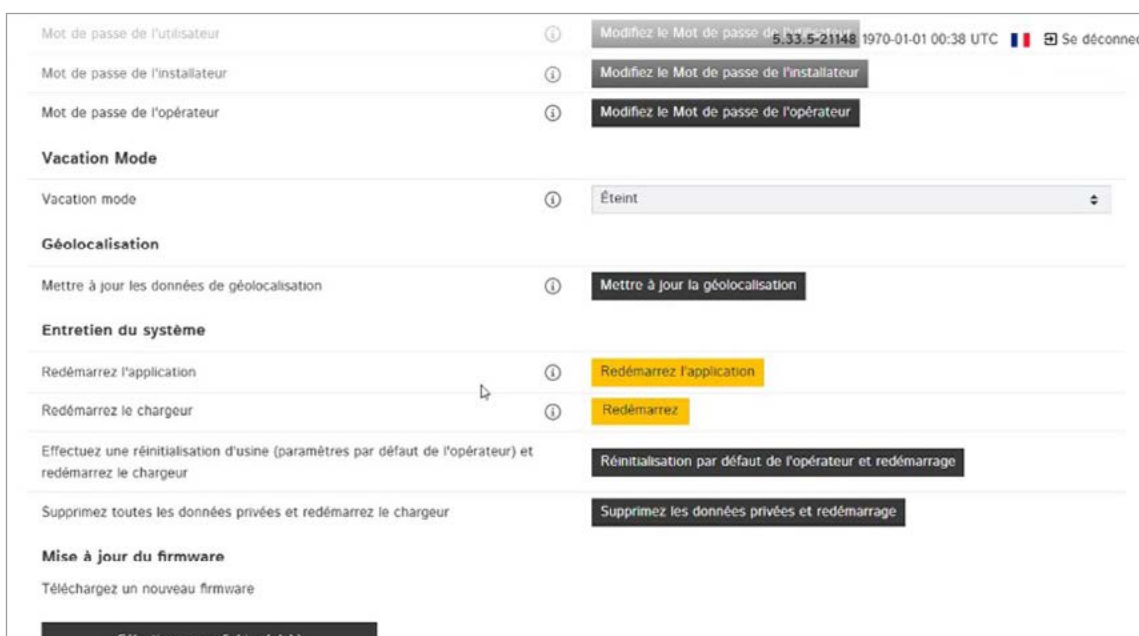 Mot de passe de l'utilisateur
Modifiez le Mot de passe de
5.33.5-21148 1970-01-01 00:38 UTC
Se déconnec
Mot de passe de l'installateur
Modifiez le Mot de passe de l'installateur
Mot de passe de l'opérateur
Modifiez le Mot de passe de l'opérateur
Vacation Mode
Vacation mode
Éteint
Géolocalisation
Mettre à jour les données de géolocalisation
Mettre à jour la géolocalisation
Entretien du système
Redémarrez l'application
Redémarrez l'application
Redémarrez le chargeur
Redémarrez
Effectuez une réinitialisation d'usine (paramètres par défaut de l'opérateur) et
redémarrez le chargeur
Réinitialisation par défaut de l'opérateur et redémarrage
Supprimez toutes les données privées et redémarrez le chargeur
Supprimez les données privées et redémarrage
Mise à jour du firmware
Téléchargez un nouveau firmware